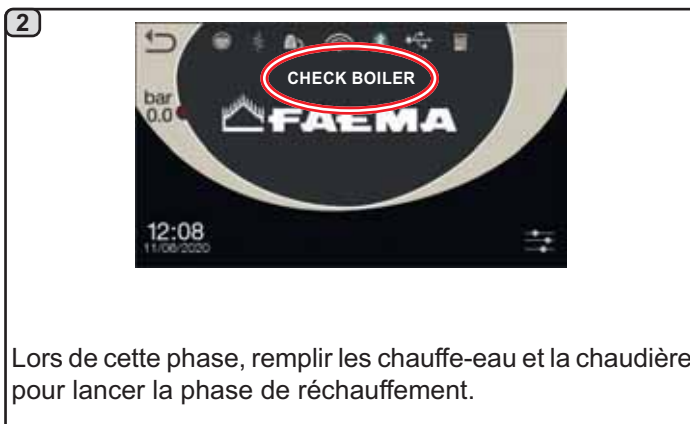 2
CHECK BOILER
bar
0.0
FAEMA
12:08
11/06/2020
Lors de cette phase, remplir les chauffe-eau et la chaudière
pour lancer la phase de réchauffement.